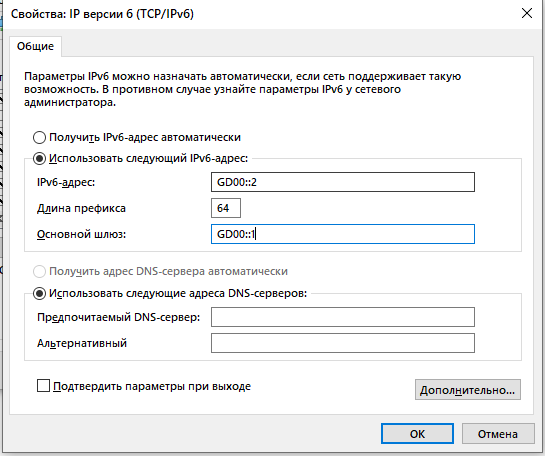 Свойства: IP версии 6 (TCP/IPv6)
Общие
Параметры IPv6 можно назначать автоматически, если сеть поддерживает такую
возможность. В противном случае узнайте параметры IPv6 у сетевого
администратора.
Получить IPv6-адрес автоматически
Использовать следующий IPv6-адрес:
IPv6-адрес: GD00::2
Длина префикса 64
Основной шлюз: GD00::1
Получить адрес DNS-сервера автоматически
Использовать следующие адреса DNS-серверов:
Предпочитаемый DNS-сервер:
Альтернативный
Подтвердить параметры при выходе
Дополнительно...
ОК Отмена